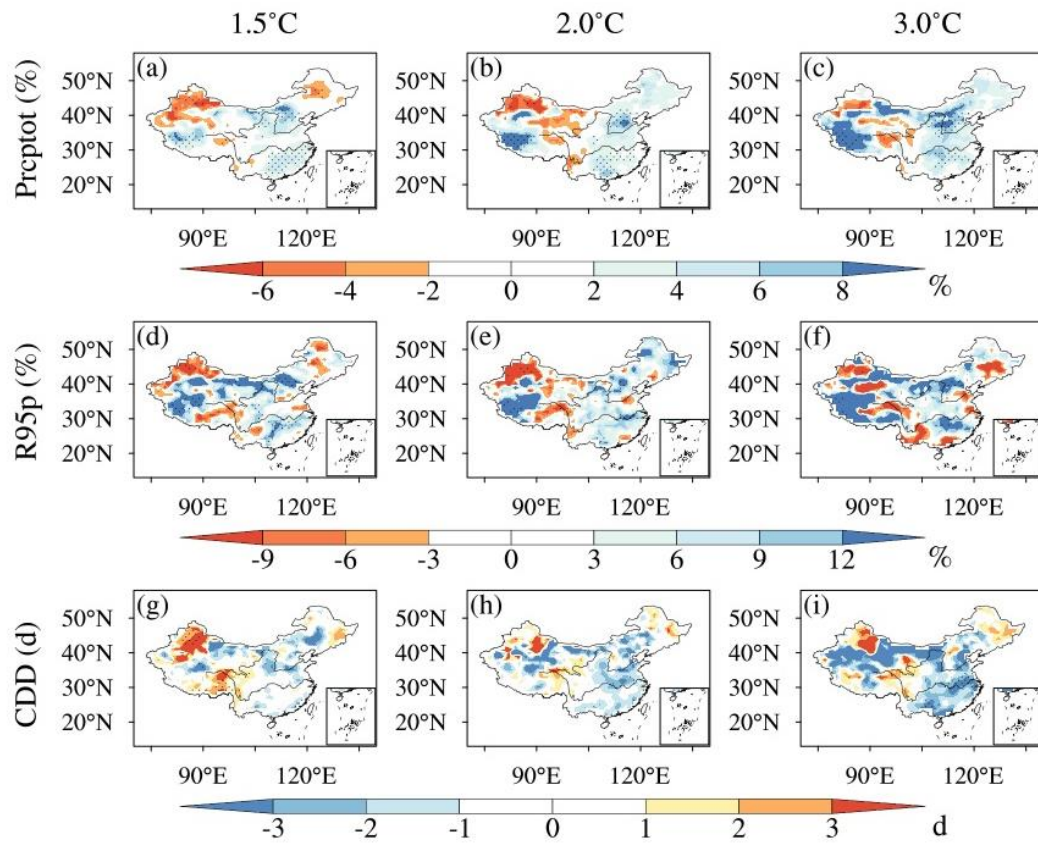 1.5°C 2.0°C 3.0°C
Prcptot (%)
(a) (b) (c)
50°N 50°N 50°N
40°N 40°N 40°N
30°N 30°N 30°N
20°N 20°N 20°N
90°E 120°E 90°E 120°E 90°E 120°E
-6 -4 -2 0 2 4 6 8 %
R95p (%)
(d) (e) (f)
50°N 50°N 50°N
40°N 40°N 40°N
30°N 30°N 30°N
20°N 20°N 20°N
90°E 120°E 90°E 120°E 90°E 120°E
-9 -6 -3 0 3 6 9 12 %
CDD (d)
(g) (h) (i)
50°N 50°N 50°N
40°N 40°N 40°N
30°N 30°N 30°N
20°N 20°N 20°N
90°E 120°E 90°E 120°E 90°E 120°E
-3 -2 -1 0 1 2 3 d